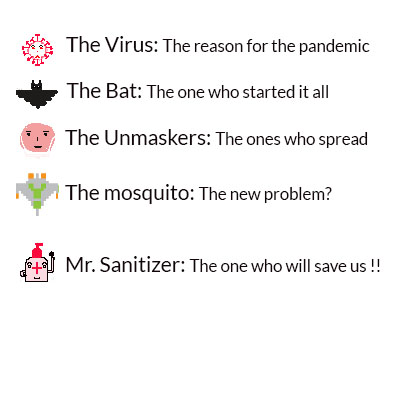 The Virus: The reason for the pandemic
The Bat: The one who started it all
The Unmaskers: The ones who spread
The mosquito: The new problem?
Mr. Sanitizer: The one who will save us !!